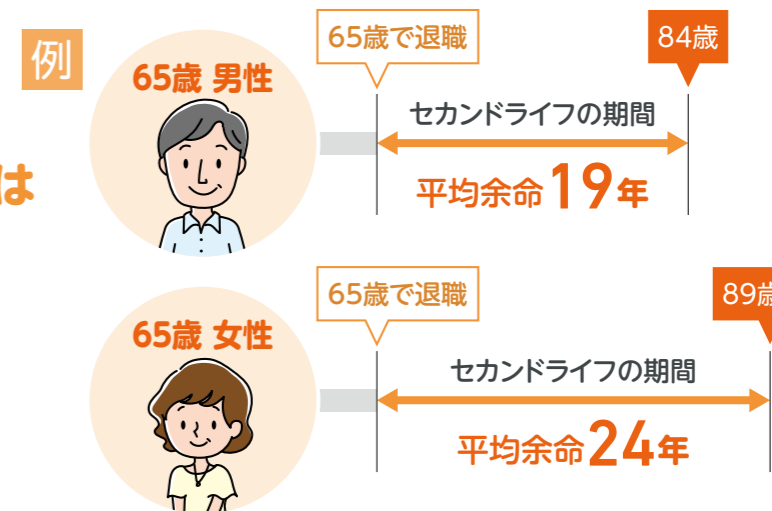 例
は
65歳 男性
65歳で退職
84歳
セカンドライフの期間
平均余命19年
65歳 女性
65歳で退職
89歳
セカンドライフの期間
平均余命24年